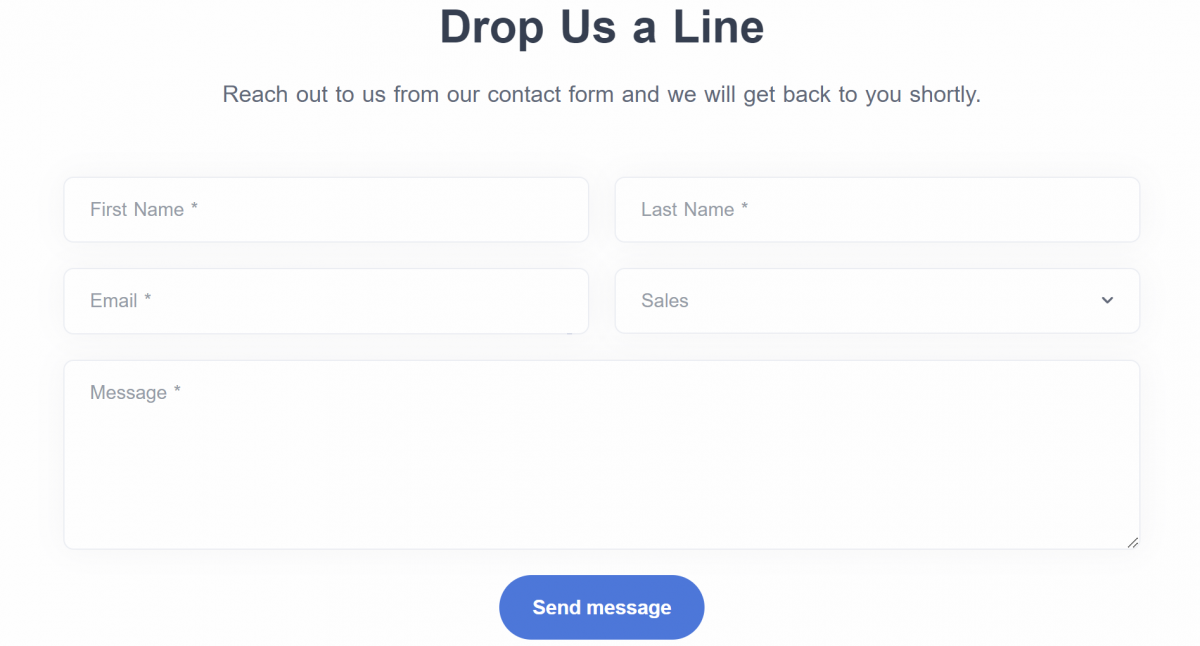 Drop Us a Line
Reach out to us from our contact form and we will get back to you shortly.
First Name *
Last Name *
Email *
Sales
Message *
Send message